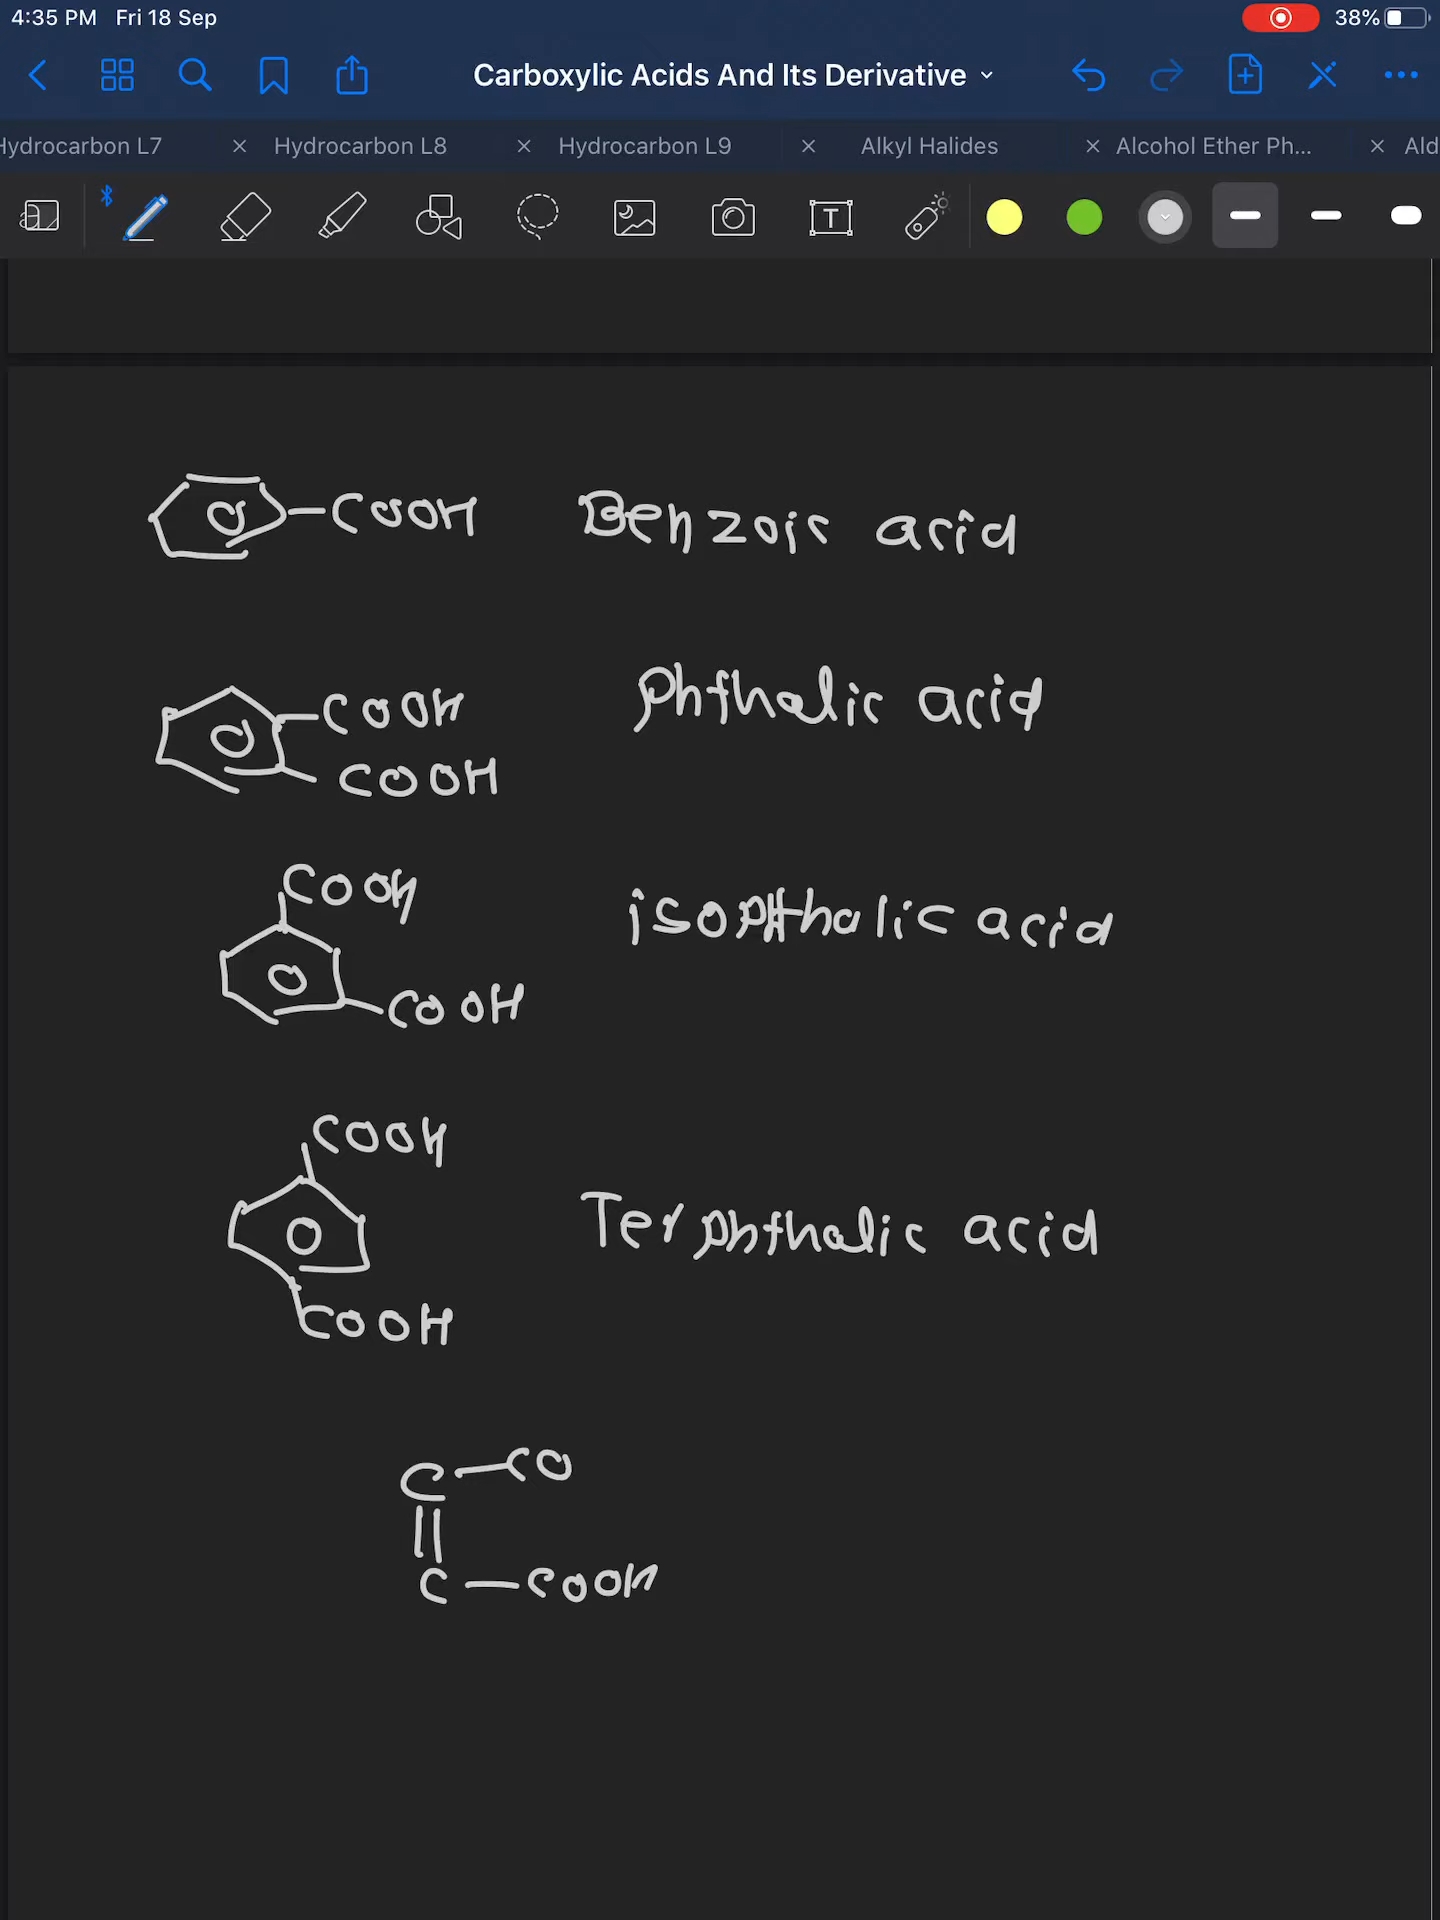 4:35 PM Fri 18 Sep 38%
Carboxylic Acids And Its Derivative
Hydrocarbon L7 × Hydrocarbon L8 × Hydrocarbon L9 × Alkyl Halides × Alcohol Ether Ph... × Ald
a T
COOH Benzoic acid
COOH Phthalic acid
COOH
COOH isophthalic acid
COOH
COOH
Terphthalic acid
COOH
C—CO
C—COOH